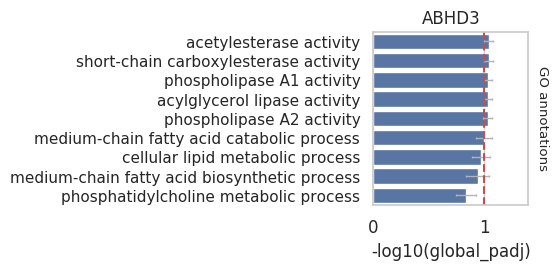 ABHD3
acetylesterase activity
short-chain carboxylesterase activity
phospholipase A1 activity
acylglycerol lipase activity
phospholipase A2 activity
medium-chain fatty acid catabolic process
cellular lipid metabolic process
medium-chain fatty acid biosynthetic process
phosphatidylcholine metabolic process
GO annotations
0 1
-log10(global_padj)